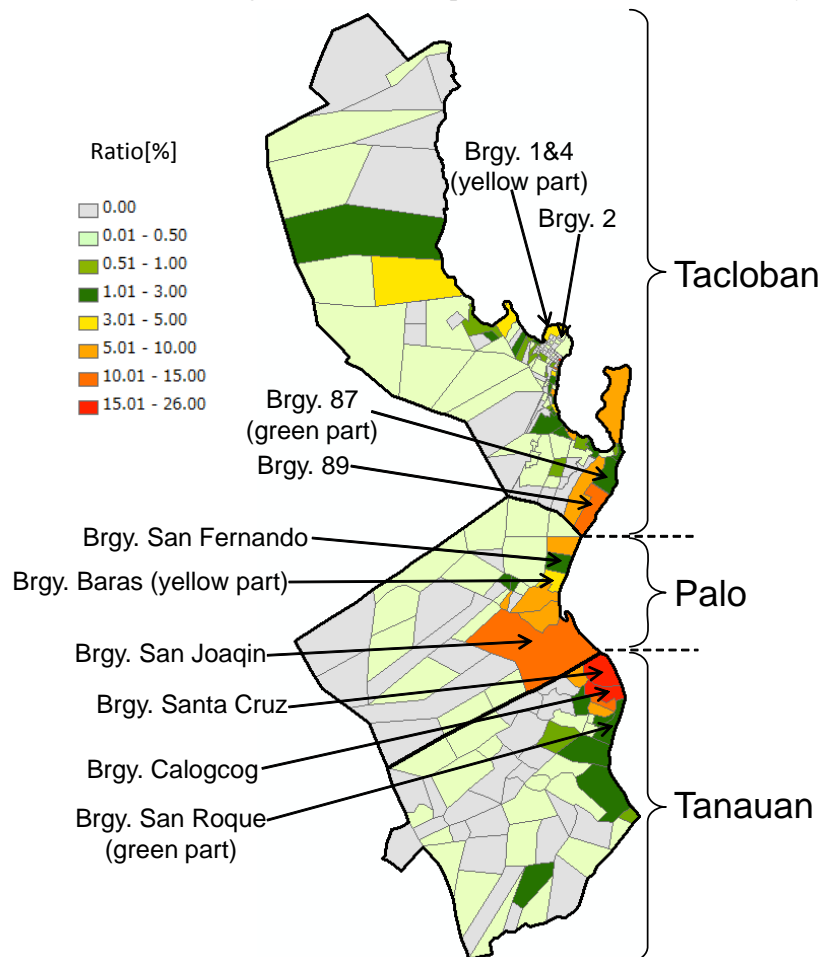 Ratio[%]
0.00
0.01 - 0.50
0.51 - 1.00
1.01 - 3.00
3.01 - 5.00
5.01 - 10.00
10.01 - 15.00
15.01 - 26.00
Brgy. 1&4
(yellow part)
Brgy. 2
Tacloban
Brgy. 87
(green part)
Brgy. 89
Brgy. San Fernando
Brgy. Baras (yellow part)
Palo
Brgy. San Joaqin
Brgy. Santa Cruz
Brgy. Calogcog
Brgy. San Roque
(green part)
Tanauan